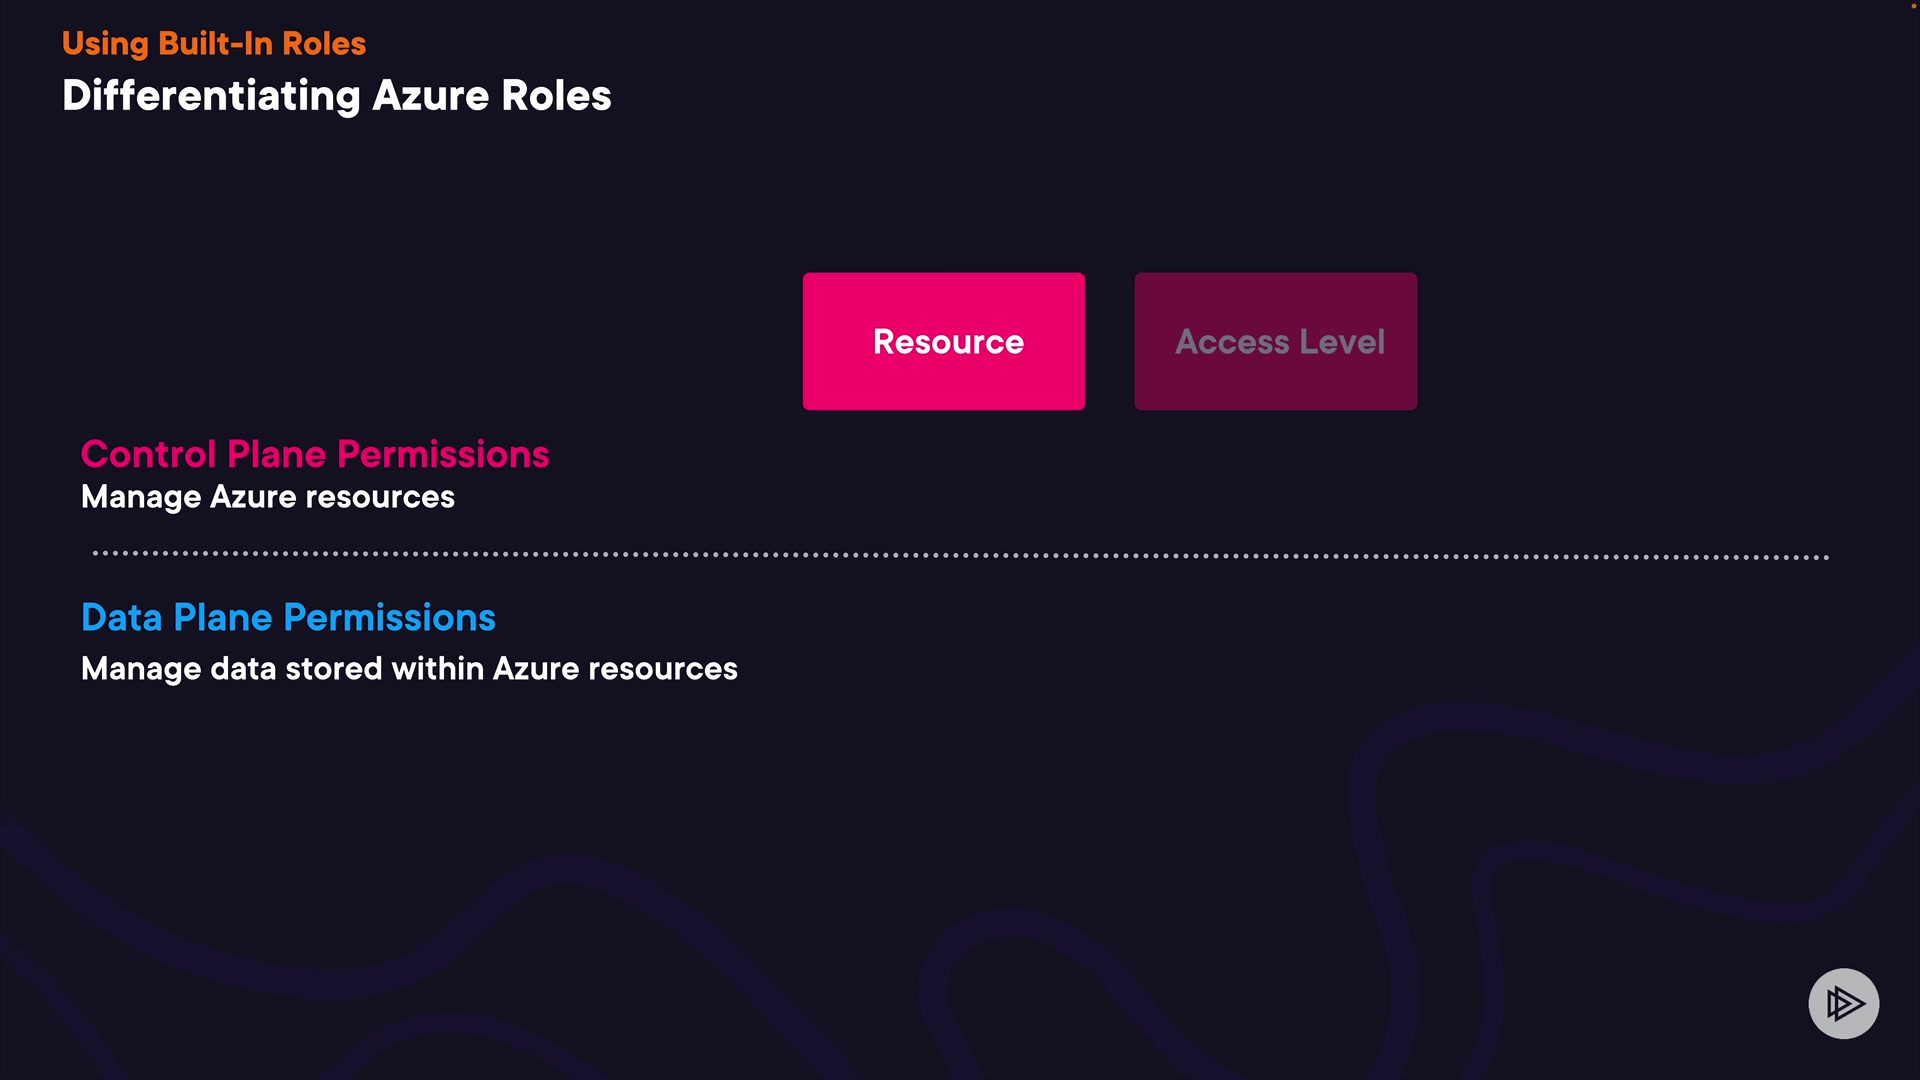 Using Built-In Roles
Differentiating Azure Roles
Resource
Access Level
Control Plane Permissions
Manage Azure resources
Data Plane Permissions
Manage data stored within Azure resources